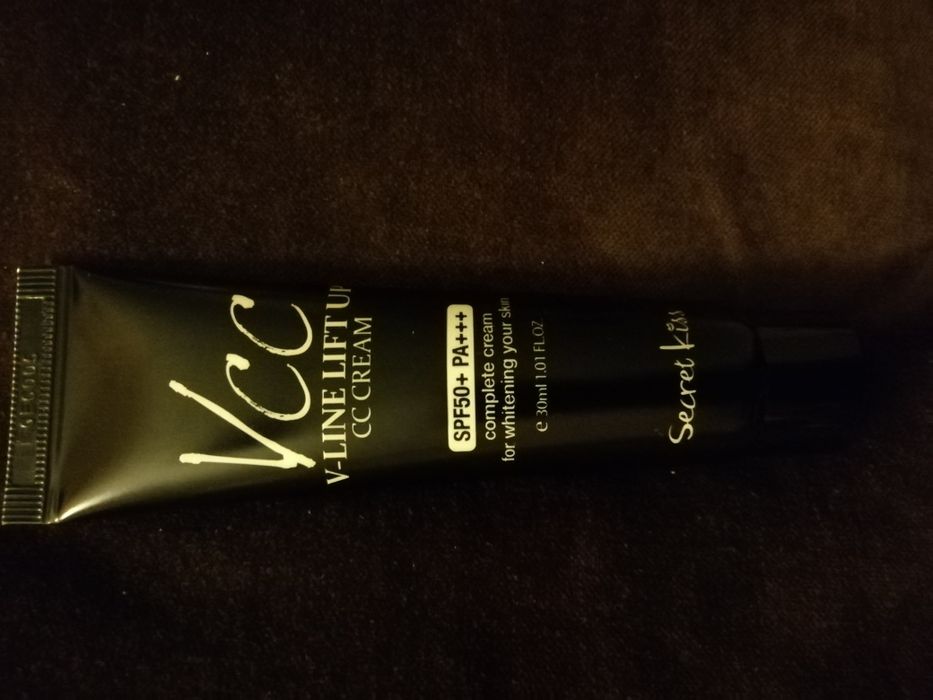 Vcc
V-LINE LIFT UP
CC CREAM
SPF50+ PA+++
complete cream
for whitening your skin
e 30ml 1.01 FL.OZ
Secret kiss